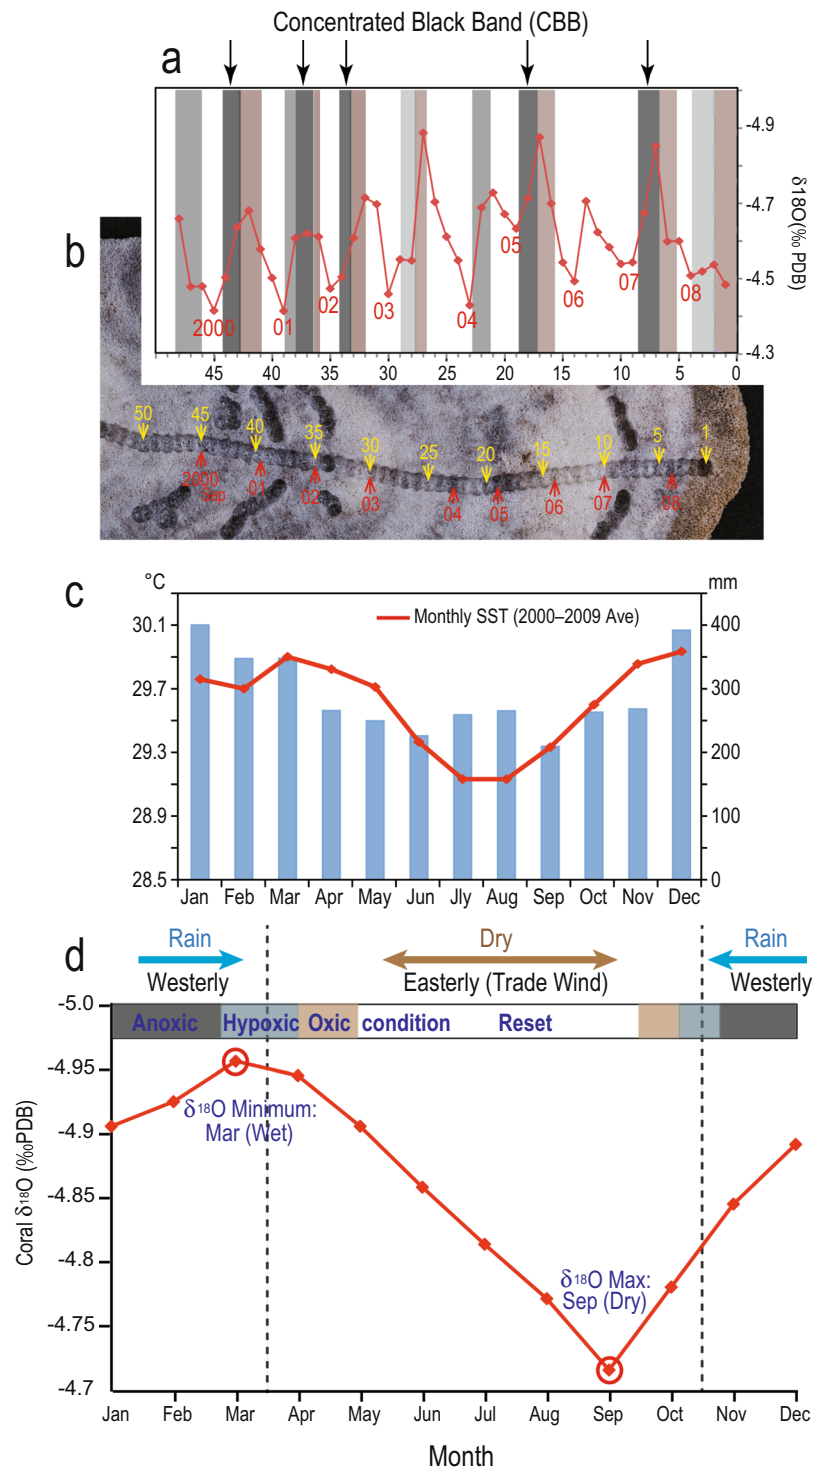 Concentrated Black Band (CBB)
a
-4.9
-4.7
-4.5
-4.3
δ18O(‰ PDB)
2000
01
02
03
04
05
06
07
08
45
40
35
30
25
20
15
10
5
0
b
50
45
40
35
30
25
20
15
10
5
1
2000
Sep
01
02
03
04
05
06
07
08
c
°C
mm
Monthly SST (2000–2009 Ave)
30.1
29.7
29.3
28.9
28.5
400
300
200
100
0
Jan Feb Mar Apr May Jun Jly Aug Sep Oct Nov Dec
d
Rain
Dry
Rain
Westerly
Easterly (Trade Wind)
Westerly
Anoxic Hypoxic Oxic condition Reset
-5.0
-4.95
-4.9
-4.85
-4.8
-4.75
-4.7
Coral δ18O (‰PDB)
δ18O Minimum:
Mar (Wet)
δ18O Max:
Sep (Dry)
Jan Feb Mar Apr May Jun Jul Aug Sep Oct Nov Dec
Month